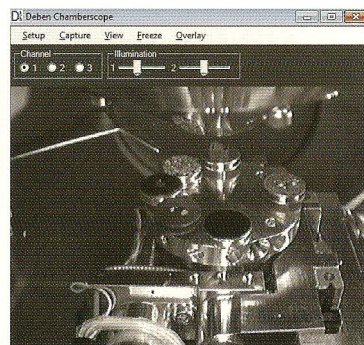 Deben Chamberscope
Setup Capture View Freeze Overlay
Channel Illumination
1 2 3 1 2